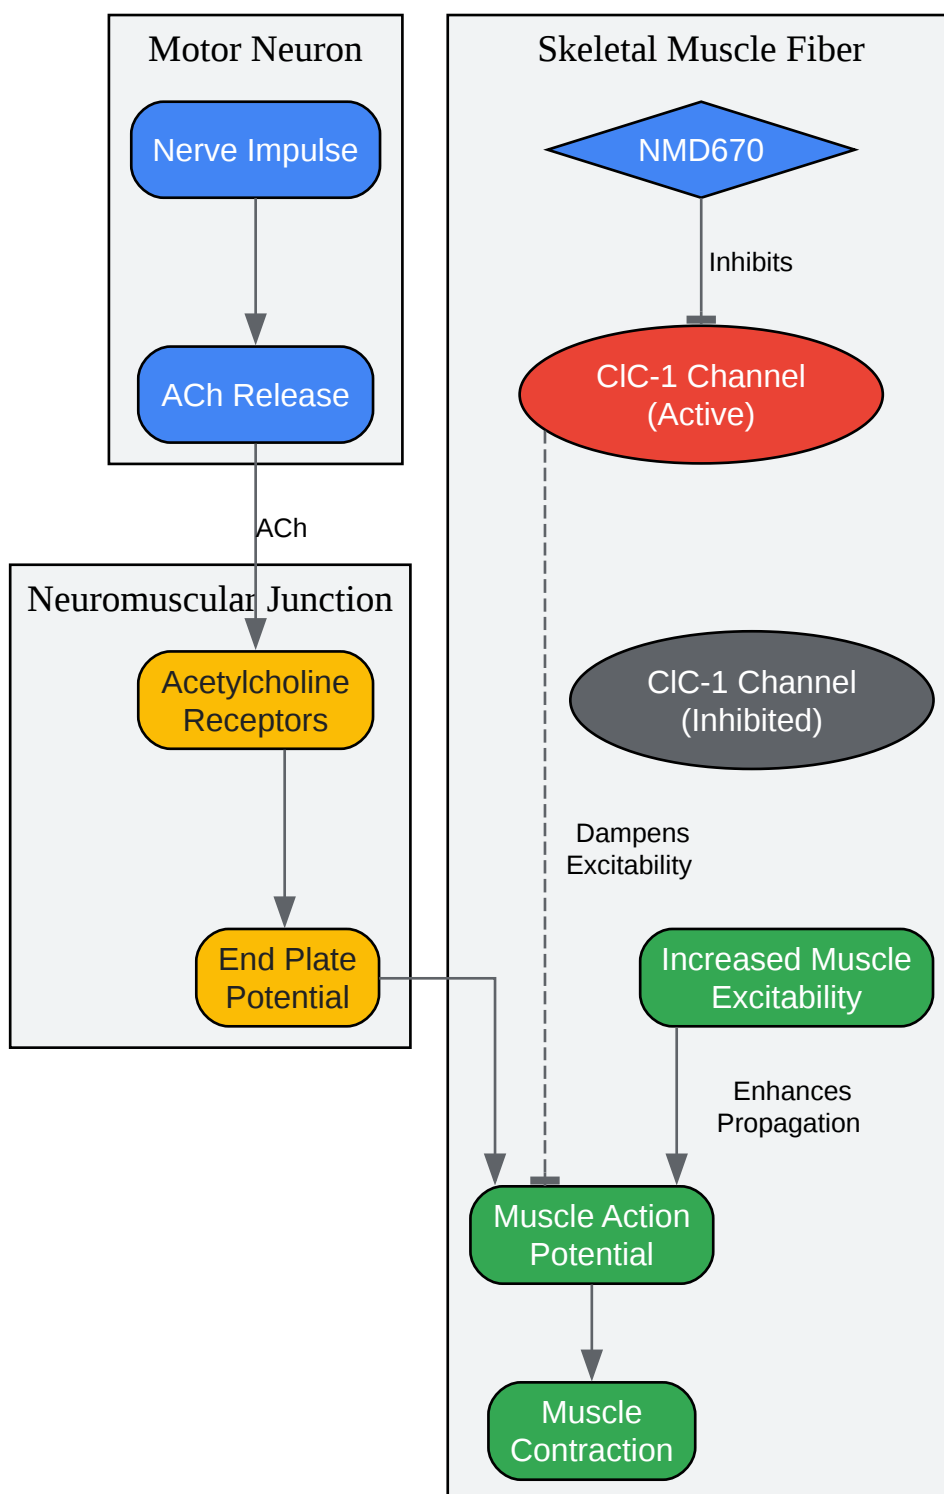 Motor Neuron
Nerve Impulse
ACh Release
ACh
Neuromuscular Junction
Acetylcholine
Receptors
End Plate
Potential
Skeletal Muscle Fiber
NMD670
Inhibits
ClC-1 Channel
(Active)
ClC-1 Channel
(Inhibited)
Dampens
Excitability
Increased Muscle
Excitability
Enhances
Propagation
Muscle Action
Potential
Muscle
Contraction